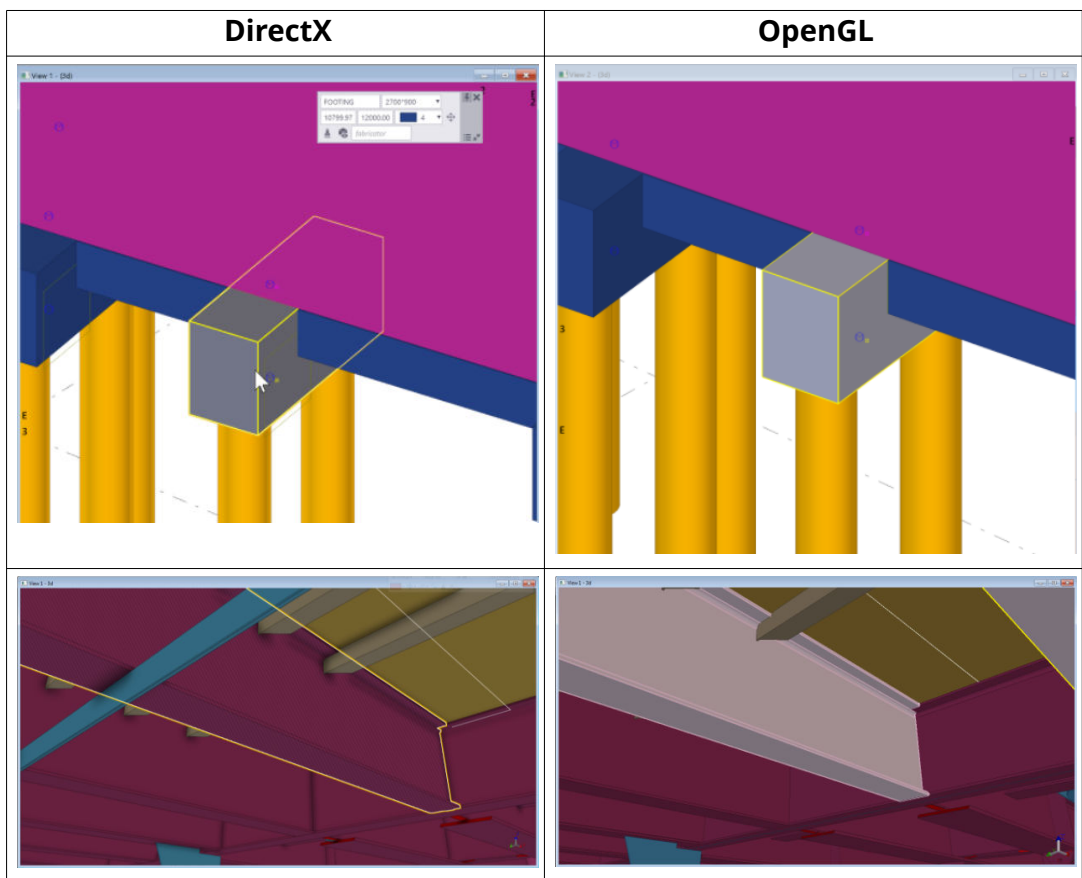 DirectX
OpenGL
View 1 - (3d)
FOOTING 2700*900
10799.97 12000.00 4
Fabricator
E
3
View 2 - (3d)
E
3
E
View 1 - 3d
View 1 - 3d